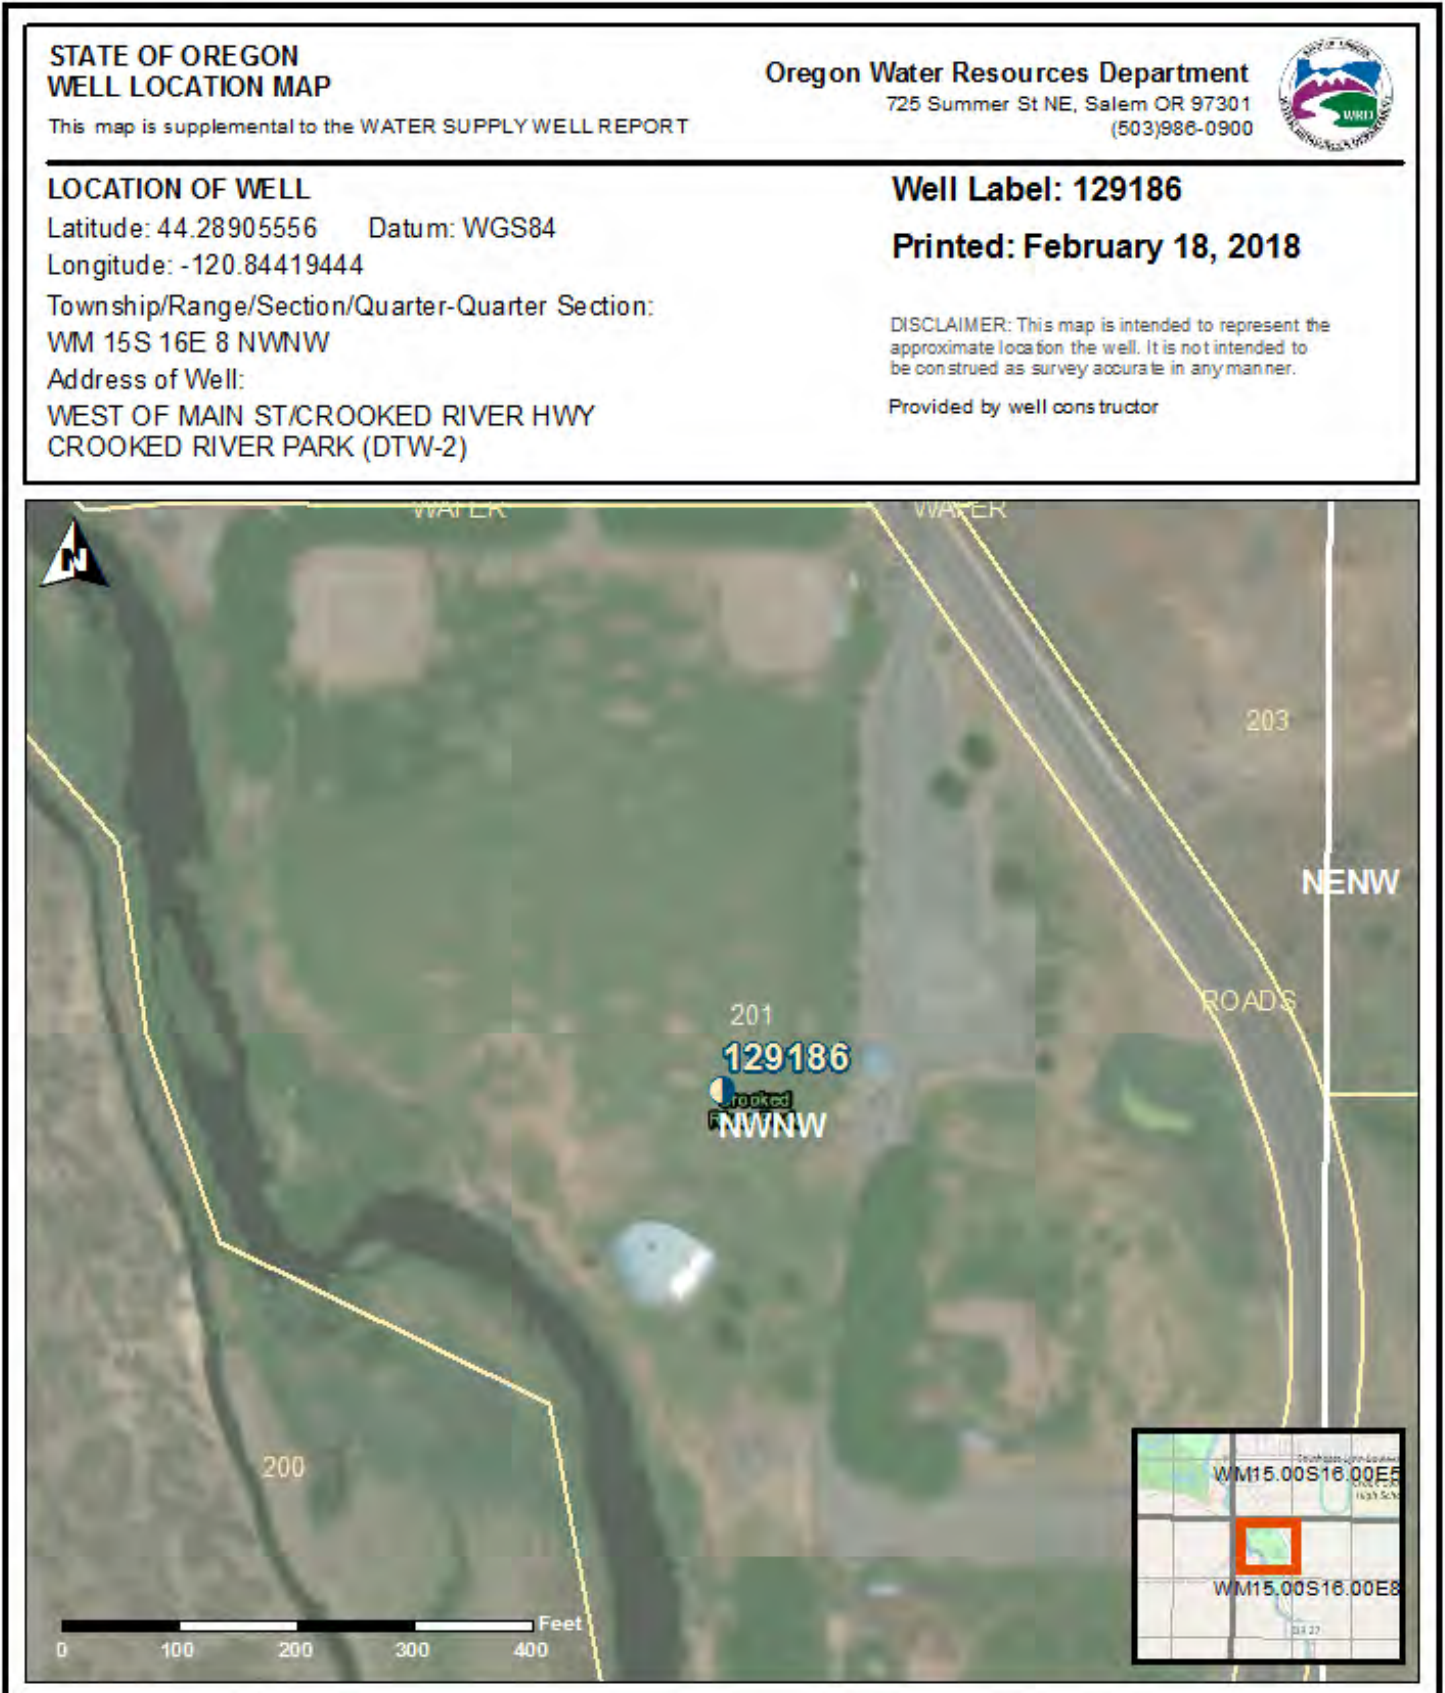 STATE OF OREGON
WELL LOCATION MAP
This map is supplemental to the WATER SUPPLY WELL REPORT
Oregon Water Resources Department
725 Summer St NE, Salem OR 97301
(503)986-0900
WRD
LOCATION OF WELL
Latitude: 44.28905556 Datum: WGS84
Longitude: -120.84419444
Township/Range/Section/Quarter-Quarter Section:
WM 15S 16E 8 NWNW
Address of Well:
WEST OF MAIN ST/CROOKED RIVER HWY
CROOKED RIVER PARK (DTW-2)
Well Label: 129186
Printed: February 18, 2018
DISCLAIMER: This map is intended to represent the
approximate location the well. It is not intended to
be construed as survey accurate in any manner.
Provided by well constructor
WATER WATER
N
203
NENW
ROADS
201
129186
Crooked
NWNW
200
WM15.00S16.00E5
WM15.00S16.00E8
Feet
0 100 200 300 400